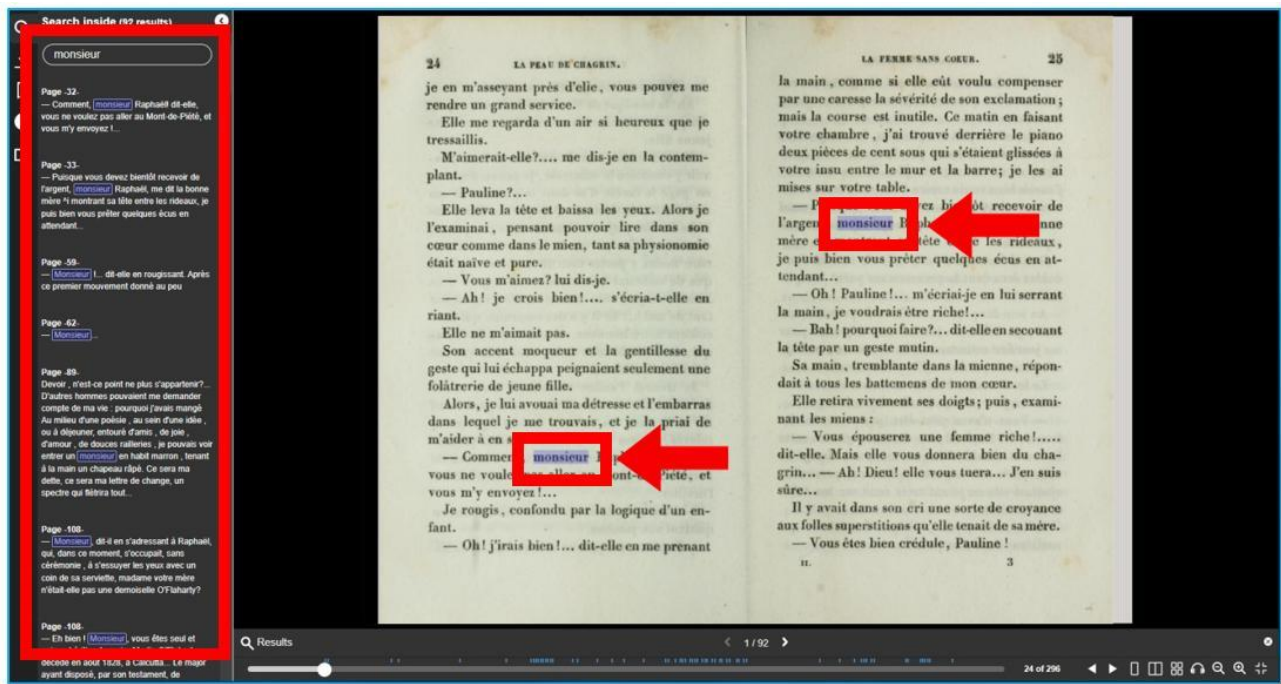 Search inside (92 results)
monsieur
Page -32-
— Comment, monsieur Raphaël! dit-elle,
vous ne voulez pas aller au Mont-de-Piété, et
vous m'y envoyez !...
Page -33-
— Puisque vous devez bientôt recevoir de
l'argent, monsieur Raphaël, me dit la bonne
mère ^i montrant sa tête entre les rideaux, je
puis bien vous prêter quelques écus en
attendant...
Page -59-
— Monsieur !... dit-elle en rougissant. Après
ce premier mouvement donné au peu
Page -62-
— Monsieur...
Page -89-
Devoir , n'est-ce point ne plus s'appartenir?...
D'autres hommes pouvaient me demander
compte de ma vie : pourquoi j'avais mangé
Au milieu d'une poésie , au sein d'une idée ,
ou à déjeuner, entouré d'amis , de joie ,
d'amour , de douces railleries , je pouvais voir
entrer un monsieur en habit marron , tenant
à la main un chapeau râpé. Ce sera ma
dette, ce sera ma lettre de change, un
spectre qui flétrira tout...
Page -108-
— Monsieur, dit-il en s'adressant à Raphaël,
qui, dans ce moment, s'occupait, sans
cérémonie , à s'essuyer les yeux avec un
coin de sa serviette, madame votre mère
n'était-elle pas une demoiselle O'Flaharty?
Page -108-
— Eh bien ! Monsieur, vous êtes seul et
décédé en août 1828, à Calcutta... Le major
ayant disposé, par son testament, de
24 LA PEAU DE CHAGRIN.
je en m'asseyant près d'elle, vous pouvez me
rendre un grand service.
Elle me regarda d'un air si heureux que je
tressaillis.
M'aimerait-elle?.... me dis-je en la contem-
plant.
— Pauline?...
Elle leva la tête et baissa les yeux. Alors je
l'examinai, pensant pouvoir lire dans son
cœur comme dans le mien, tant sa physionomie
était naïve et pure.
— Vous m'aimez? lui dis-je.
— Ah! je crois bien!.... s'écria-t-elle en
riant.
Elle ne m'aimait pas.
Son accent moqueur et la gentillesse du
geste qui lui échappa peignaient seulement une
folâtrerie de jeune fille.
Alors, je lui avouai ma détresse et l'embarras
dans lequel je me trouvais, et je la priai de
m'aider à en
— Commen monsieur
vous ne voule pas aller Mont- Piété, et
vous m'y envoyez!...
Je rougis, confondu par la logique d'un en-
fant.
— Oh! j'irais bien!... dit-elle en me prenant
LA FEMME SANS CŒUR. 25
la main, comme si elle eût voulu compenser
par une caresse la sévérité de son exclamation;
mais la course est inutile. Ce matin en faisant
votre chambre, j'ai trouvé derrière le piano
deux pièces de cent sous qui s'étaient glissées à
votre insu entre le mur et la barre; je les ai
mises sur votre table.
— P ez bientôt recevoir de
l'argen monsieur onne
mère tête les rideaux,
je puis bien vous prêter quelques écus en at-
tendant...
— Oh! Pauline!... m'écriai-je en lui serrant
la main, je voudrais être riche!...
— Bah! pourquoi faire?... dit-elle en secouant
la tête par un geste mutin.
Sa main, tremblante dans la mienne, répon-
dait à tous les battemens de mon cœur.
Elle retira vivement ses doigts; puis, exami-
nant les miens :
— Vous épouserez une femme riche!.....
dit-elle. Mais elle vous donnera bien du cha-
grin... — Ah! Dieu! elle vous tuera... J'en suis
sûre...
Il y avait dans son cri une sorte de croyance
aux folles superstitions qu'elle tenait de sa mère.
— Vous êtes bien crédule, Pauline!
II. 3
Results 1 / 92
24 of 296